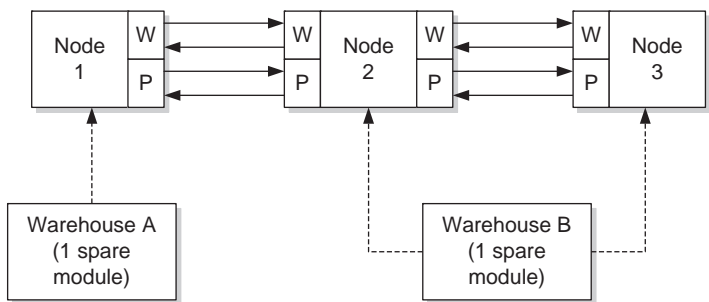 Node
1
W
P
W
P
Node
2
W
P
W
P
Node
3
Warehouse A
(1 spare
module)
Warehouse B
(1 spare
module)